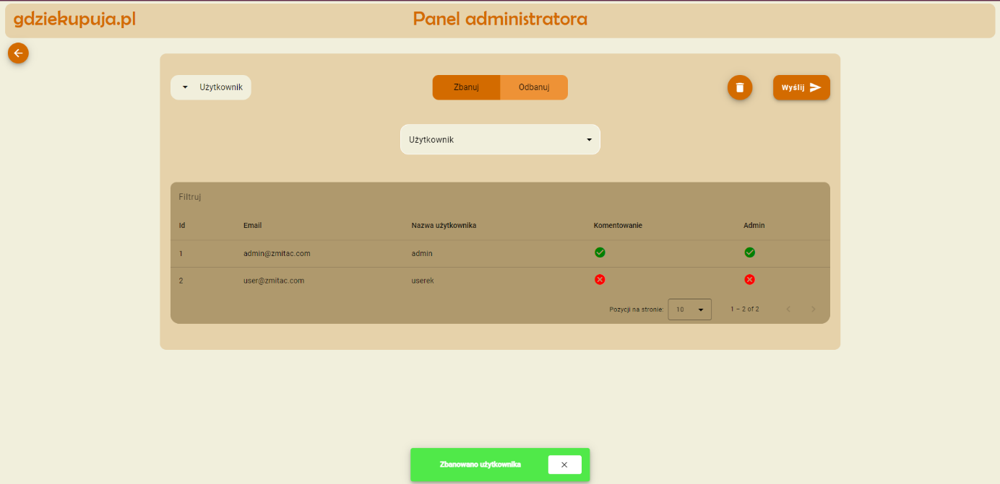 gdziekupuja.pl
Panel administratora
Użytkownik
Zbanuj
Odbanuj
Wyślij
Użytkownik
Filtruj
Id Email Nazwa użytkownika Komentowanie Admin
1 admin@zmitac.com admin
2 user@zmitac.com userek
Pozycji na stronie: 10 1 – 2 of 2
Zbanowano użytkownika